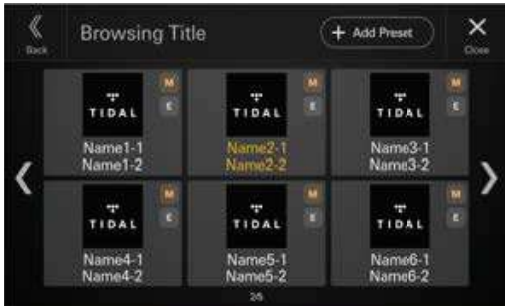 Back
Browsing Title
+ Add Preset
Close
TIDAL M E
TIDAL M E
TIDAL M E
Name1-1
Name2-1
Name3-1
Name1-2
Name2-2
Name3-2
TIDAL M E
TIDAL M E
TIDAL M E
Name4-1
Name5-1
Name6-1
Name4-2
Name5-2
Name6-2
2/5